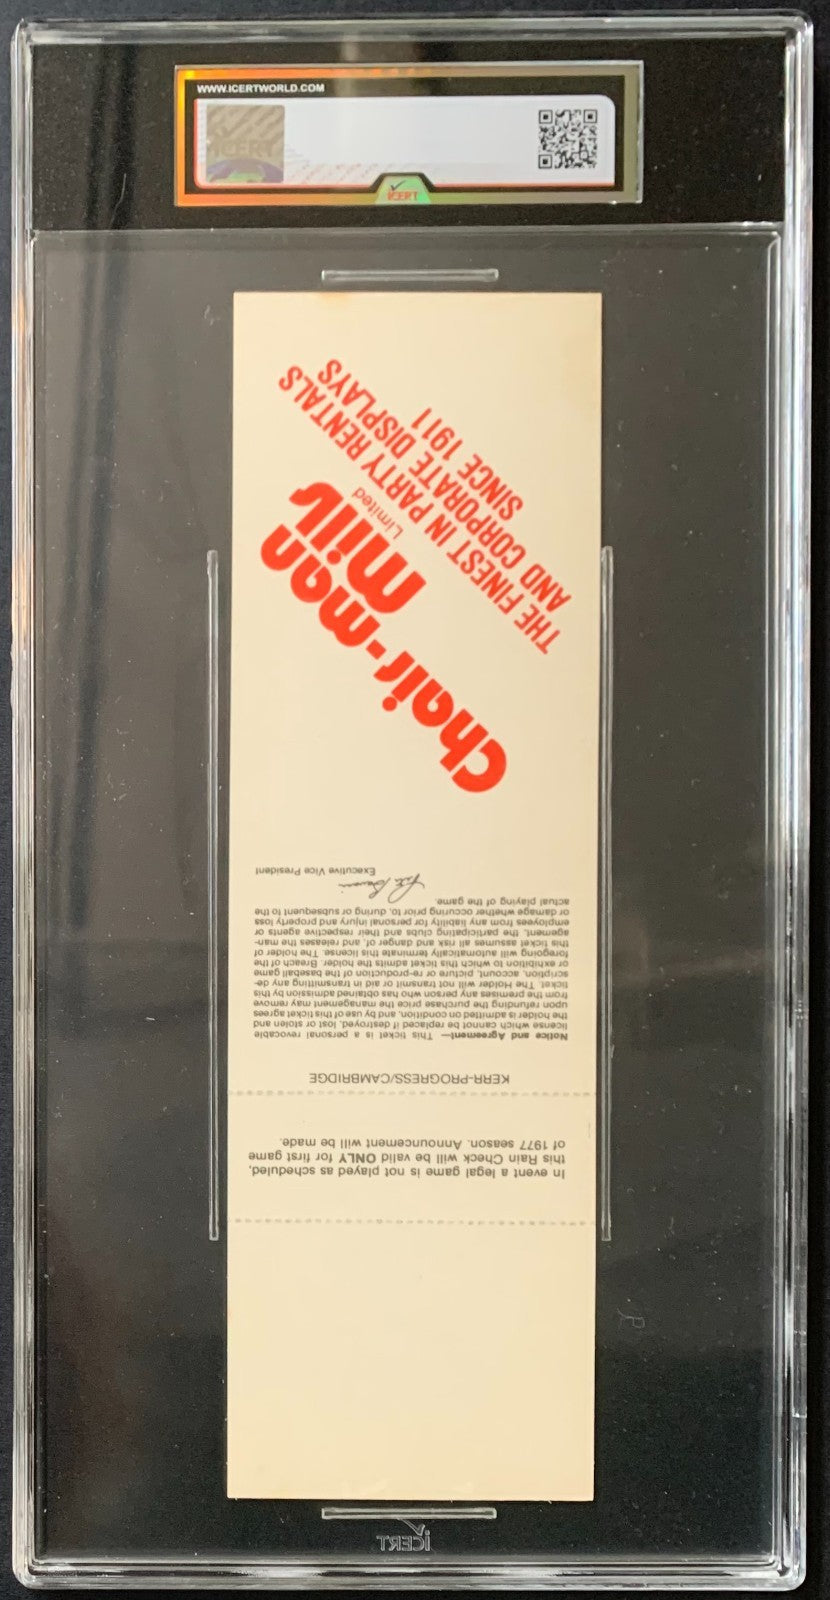 WWW.ICERTWORLD.COM
ICERT
ICERT
Chair-man
Mills
Limited
THE FINEST IN PARTY RENTALS
AND CORPORATE DISPLAYS
SINCE 1911
In event a legal game is not played as scheduled,
this Rain Check will be valid ONLY for first game
of 1977 season. Announcement will be made.
KERR-PROGRESS/CAMBRIDGE
Notice and Agreement— This ticket is a personal revocable
license which cannot be replaced if destroyed, lost or stolen and
the holder is admitted on condition, and by use of this ticket agrees
upon refunding the purchase price the management may remove
from the premises any person who has obtained admission by this
ticket. The Holder will not transmit or aid in transmitting any de-
scription, account, picture or re-production of the baseball game
or exhibition to which this ticket admits the holder. Breach of the
foregoing will automatically terminate this license. The holder of
this ticket assumes all risk and danger of, and releases the man-
agement, the participating clubs and their respective agents or
employees from any liability for personal injury and property loss
or damage whether occuring prior to, during or subsequent to the
actual playing of the game.
Executive Vice President
ICERT